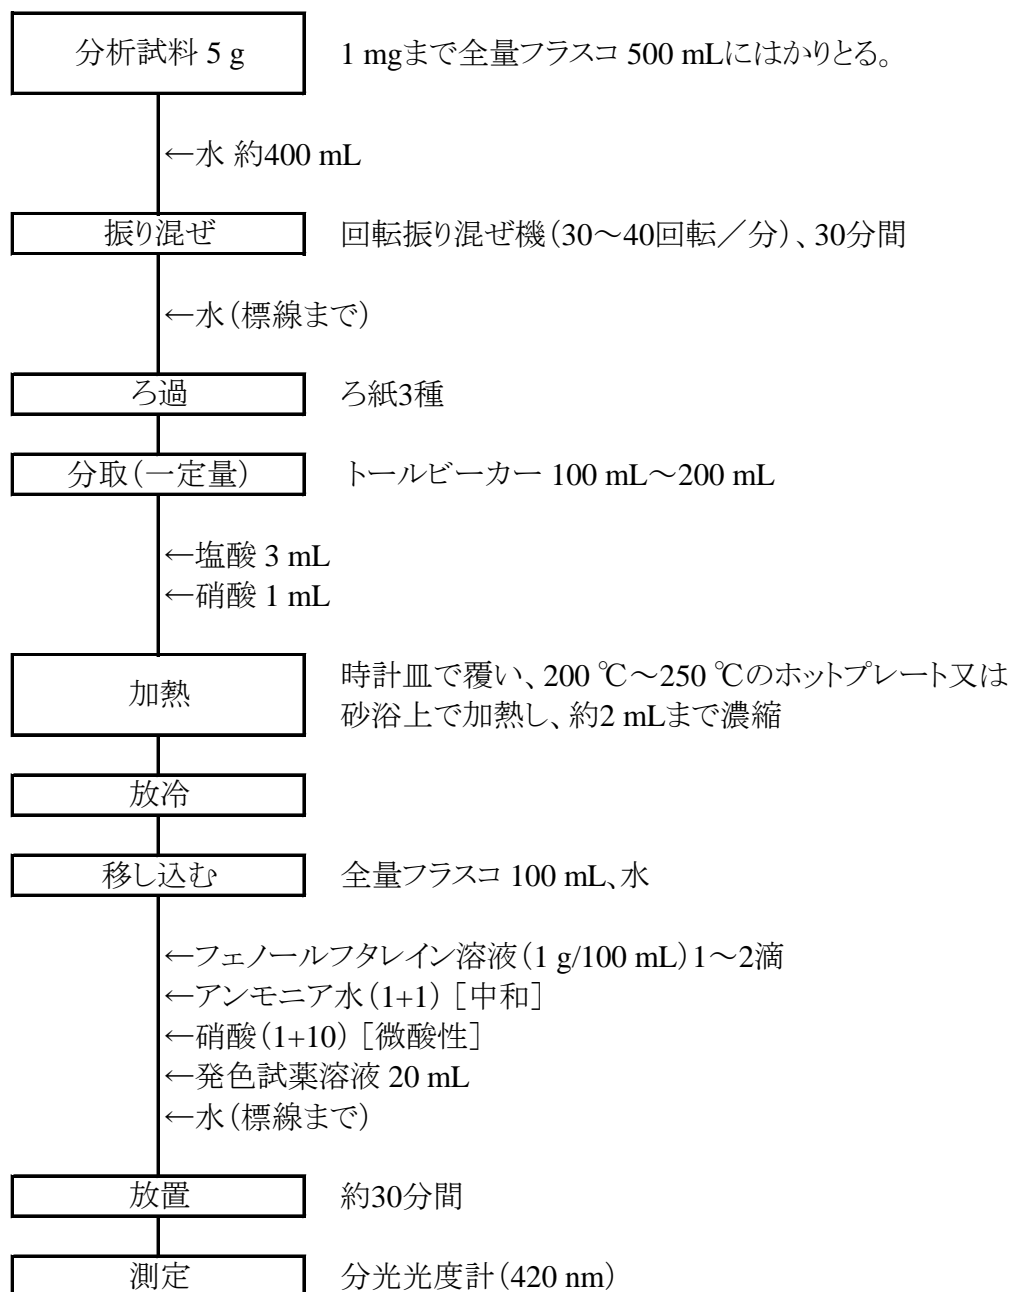 分析試料 5 g
1 mgまで全量フラスコ 500 mLにはかりとる。
←水 約400 mL
振り混ぜ
回転振り混ぜ機（30～40回転／分）、30分間
←水（標線まで）
ろ過
ろ紙3種
分取（一定量）
トールビーカー 100 mL～200 mL
←塩酸 3 mL
←硝酸 1 mL
加熱
時計皿で覆い、200 ℃～250 ℃のホットプレート又は
砂浴上で加熱し、約2 mLまで濃縮
放冷
移し込む
全量フラスコ 100 mL、水
←フェノールフタレイン溶液（1 g/100 mL）1～2滴
←アンモニア水（1+1）［中和］
←硝酸（1+10）［微酸性］
←発色試薬溶液 20 mL
←水（標線まで）
放置
約30分間
測定
分光光度計（420 nm）